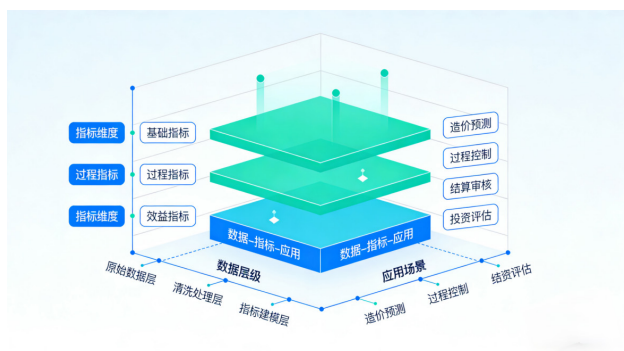 指标维度
基础指标
造价预测
过程控制
过程指标
过程指标
结算审核
指标维度
效益指标
投资评估
数据–指标–应用
数据–指标–应用
原始数据层
数据层级
应用场景
结资评估
清洗处理层
过程控制
指标建模层
造价预测